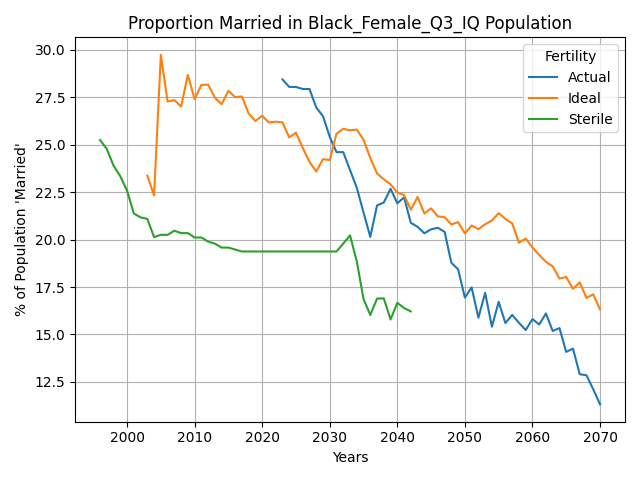 Proportion Married in Black_Female_Q3_IQ Population
% of Population 'Married'
30.0
27.5
25.0
22.5
20.0
17.5
15.0
12.5
Fertility
Actual
Ideal
Sterile
2000 2010 2020 2030 2040 2050 2060 2070
Years